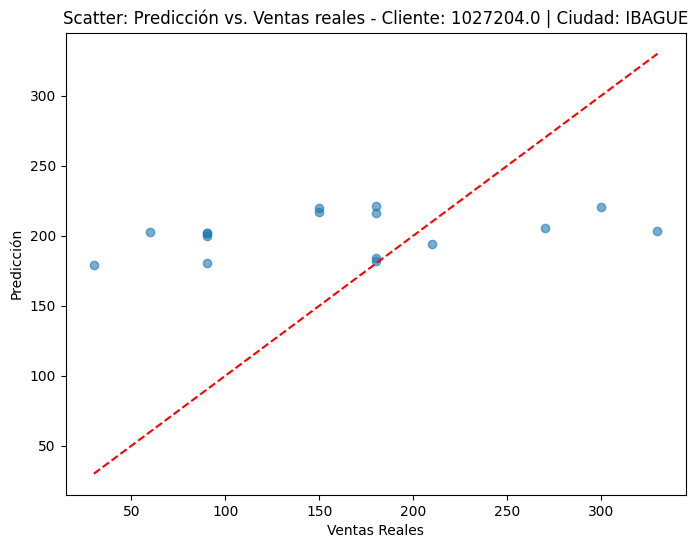 Scatter: Predicción vs. Ventas reales - Cliente: 1027204.0 | Ciudad: IBAGUE
300
250
200
150
100
50
Predicción
50 100 150 200 250 300
Ventas Reales